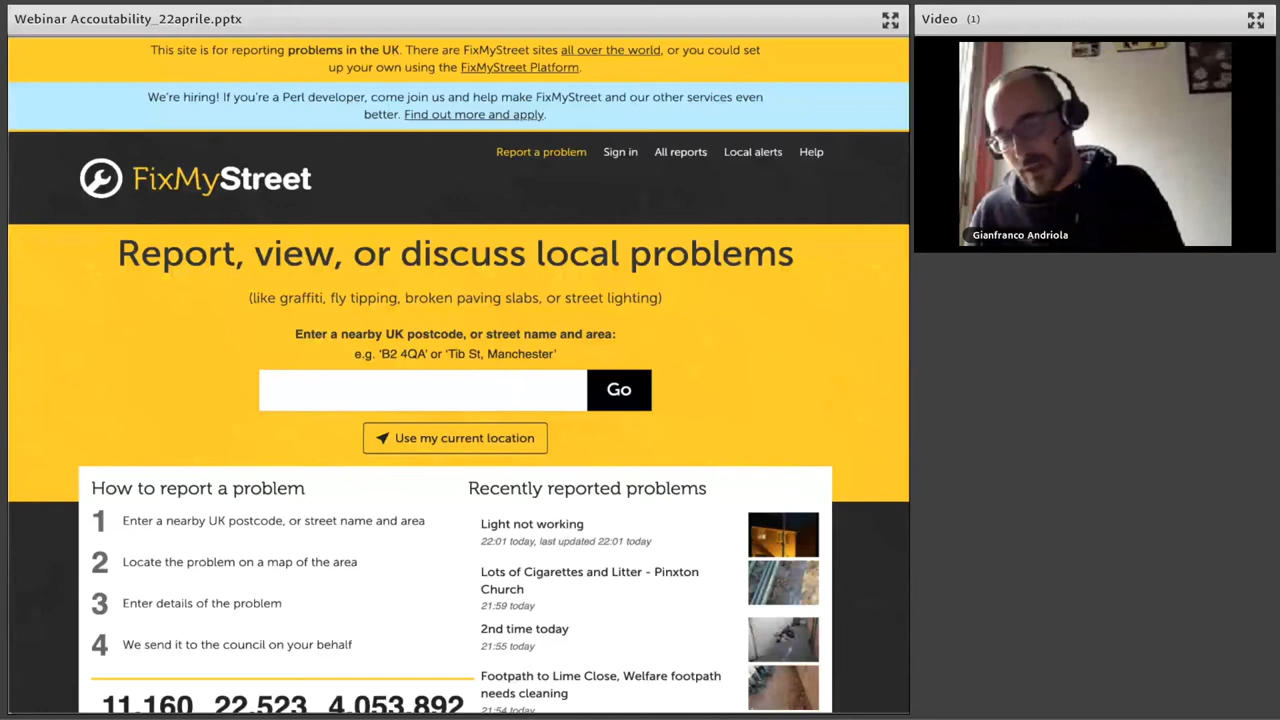 Webinar Accoutability_22aprile.pptx
Video (1)
This site is for reporting problems in the UK. There are FixMyStreet sites all over the world, or you could set
up your own using the FixMyStreet Platform.
We're hiring! If you're a Perl developer, come join us and help make FixMyStreet and our other services even
better. Find out more and apply.
Report a problem Sign in All reports Local alerts Help
FixMyStreet
Report, view, or discuss local problems
(like graffiti, fly tipping, broken paving slabs, or street lighting)
Enter a nearby UK postcode, or street name and area:
e.g. 'B2 4QA' or 'Tib St, Manchester'
Go
Use my current location
How to report a problem
1 Enter a nearby UK postcode, or street name and area
2 Locate the problem on a map of the area
3 Enter details of the problem
4 We send it to the council on your behalf
11,160 22,523 4,053,892
Recently reported problems
Light not working
22:01 today, last updated 22:01 today
Lots of Cigarettes and Litter - Pinxton
Church
21:59 today
2nd time today
21:55 today
Footpath to Lime Close, Welfare footpath
needs cleaning
21:54 today
Gianfranco Andriola